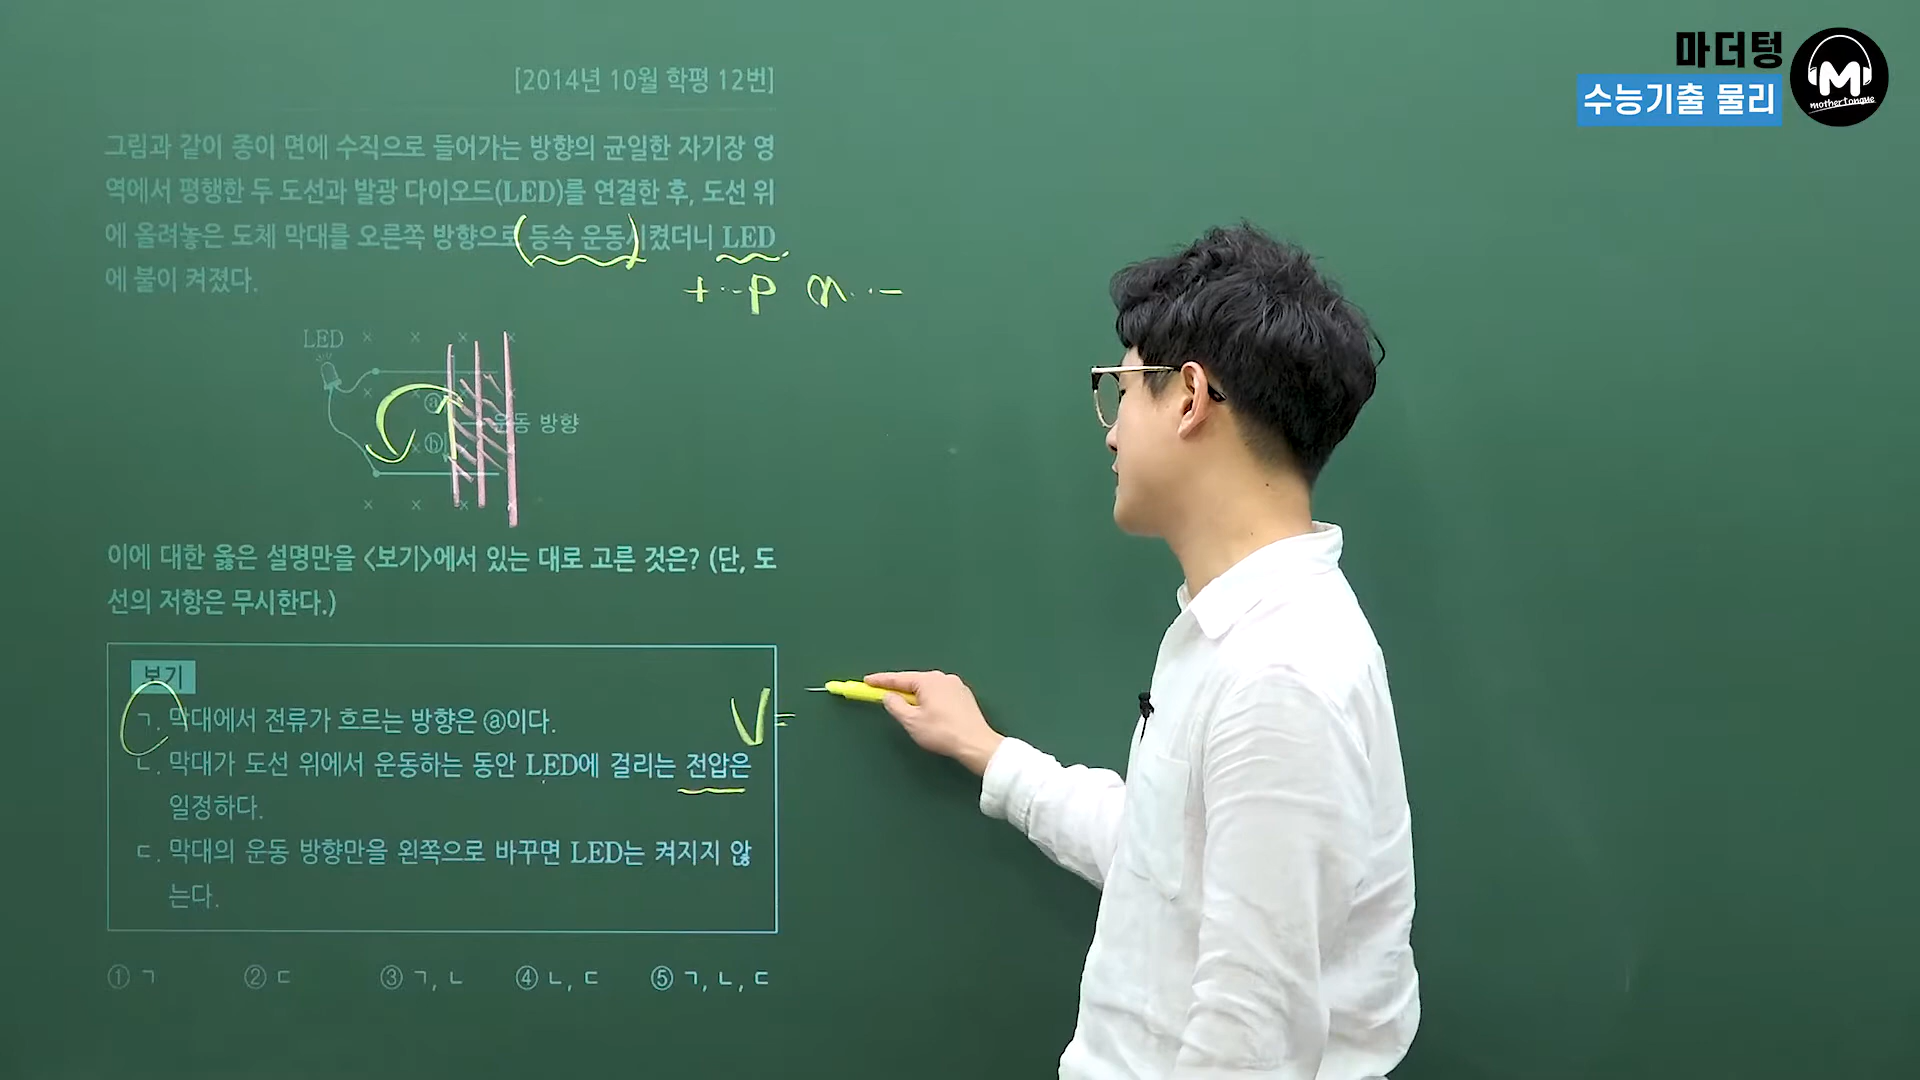 마더텅
수능기출 물리
M
mothertongue
[2014년 10월 학평 12번]
그림과 같이 종이 면에 수직으로 들어가는 방향의 균일한 자기장 영
역에서 평행한 두 도선과 발광 다이오드(LED)를 연결한 후, 도선 위
에 올려놓은 도체 막대를 오른쪽 방향으로 등속 운동시켰더니 LED
에 불이 켜졌다.
+ ·· p n ·· −
LED
ⓐ
운동 방향
ⓑ
이에 대한 옳은 설명만을 <보기>에서 있는 대로 고른 것은? (단, 도
선의 저항은 무시한다.)
보기
ㄱ. 막대에서 전류가 흐르는 방향은 ⓐ이다.
V=
ㄴ. 막대가 도선 위에서 운동하는 동안 LED에 걸리는 전압은
일정하다.
ㄷ. 막대의 운동 방향만을 왼쪽으로 바꾸면 LED는 켜지지 않
는다.
① ㄱ ② ㄷ ③ ㄱ, ㄴ ④ ㄴ, ㄷ ⑤ ㄱ, ㄴ, ㄷ